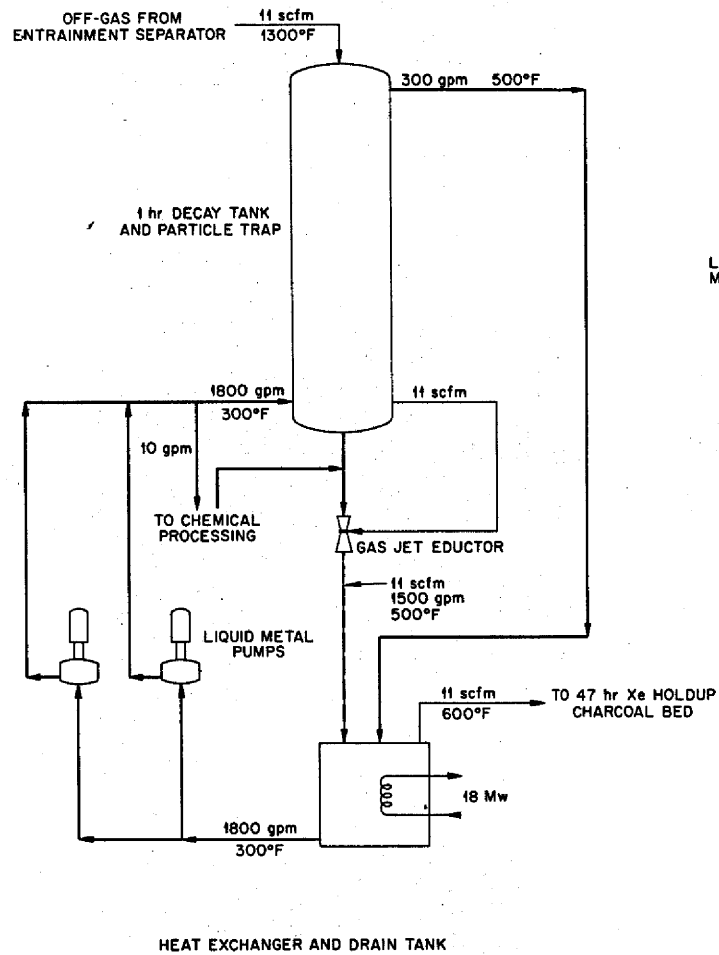 OFF-GAS FROM
ENTRAINMENT SEPARATOR
11 scfm
1300°F
300 gpm 500°F
1 hr DECAY TANK
AND PARTICLE TRAP
L
M
1800 gpm
300°F
11 scfm
10 gpm
TO CHEMICAL
PROCESSING
GAS JET EDUCTOR
11 scfm
1500 gpm
500°F
LIQUID METAL
PUMPS
11 scfm
600°F
TO 47 hr Xe HOLDUP
CHARCOAL BED
18 Mw
1800 gpm
300°F
HEAT EXCHANGER AND DRAIN TANK